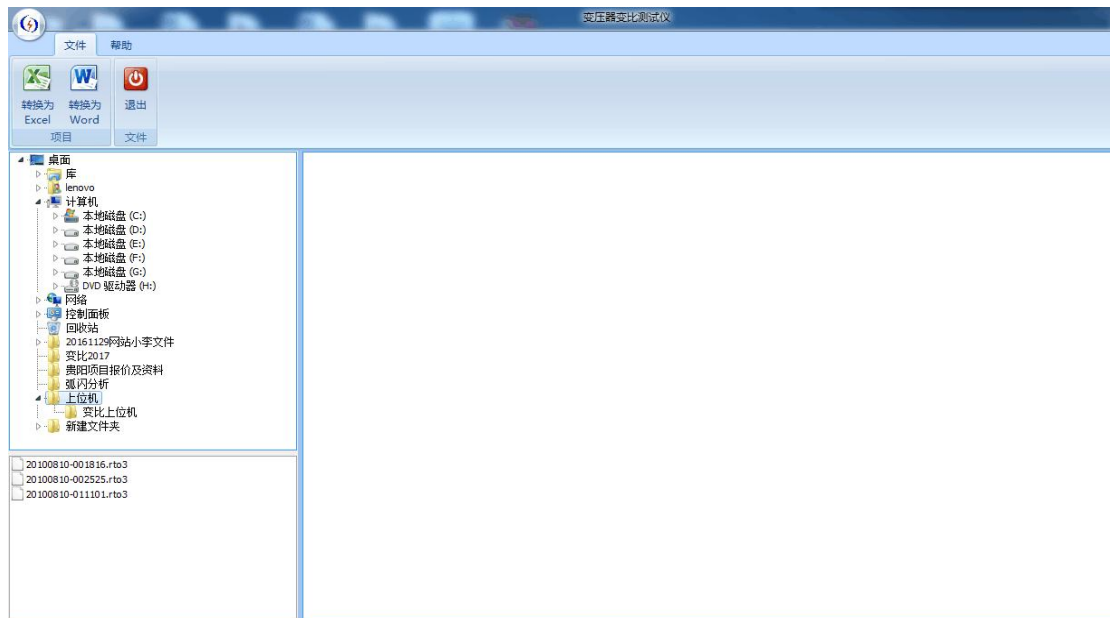 变压器变比测试仪
文件 帮助
转换为 Excel 转换为 Word 退出
项目 文件
桌面
库
lenovo
计算机
本地磁盘 (C:)
本地磁盘 (D:)
本地磁盘 (E:)
本地磁盘 (F:)
本地磁盘 (G:)
DVD 驱动器 (H:)
网络
控制面板
回收站
20161129网站小李文件
变比2017
贵阳项目报价及资料
弧闪分析
上位机
变比上位机
新建文件夹
20100810-001816.rto3
20100810-002525.rto3
20100810-011101.rto3